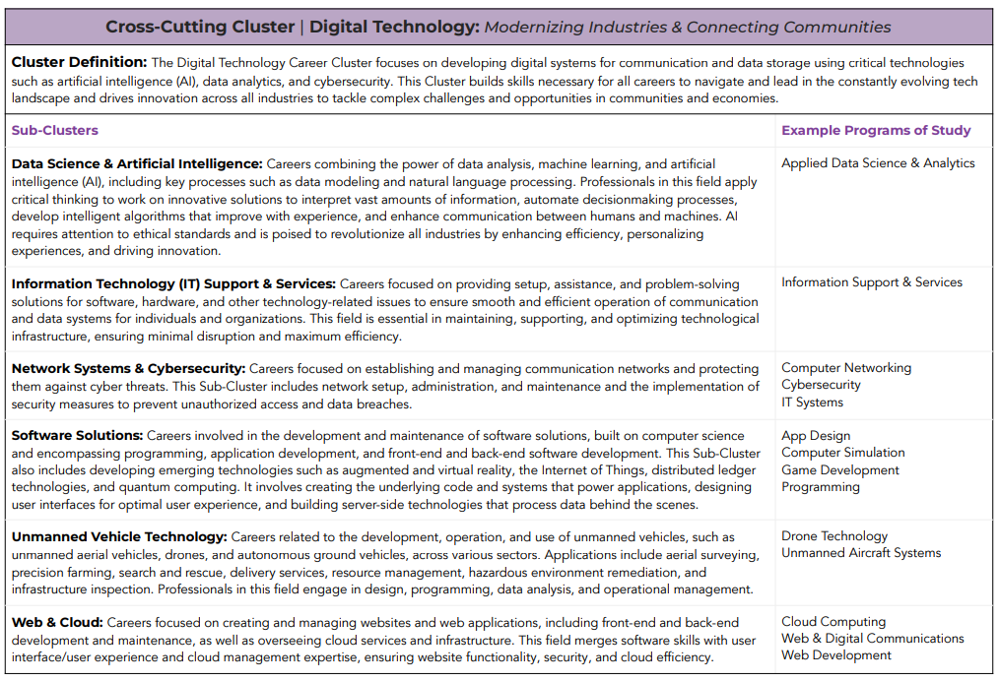 Cross-Cutting Cluster | Digital Technology: Modernizing Industries & Connecting Communities
Cluster Definition: The Digital Technology Career Cluster focuses on developing digital systems for communication and data storage using critical technologies
such as artificial intelligence (AI), data analytics, and cybersecurity. This Cluster builds skills necessary for all careers to navigate and lead in the constantly evolving tech
landscape and drives innovation across all industries to tackle complex challenges and opportunities in communities and economies.
Sub-Clusters
Example Programs of Study
Data Science & Artificial Intelligence: Careers combining the power of data analysis, machine learning, and artificial
intelligence (AI), including key processes such as data modeling and natural language processing. Professionals in this field apply
critical thinking to work on innovative solutions to interpret vast amounts of information, automate decisionmaking processes,
develop intelligent algorithms that improve with experience, and enhance communication between humans and machines. AI
requires attention to ethical standards and is poised to revolutionize all industries by enhancing efficiency, personalizing
experiences, and driving innovation.
Applied Data Science & Analytics
Information Technology (IT) Support & Services: Careers focused on providing setup, assistance, and problem-solving
solutions for software, hardware, and other technology-related issues to ensure smooth and efficient operation of communication
and data systems for individuals and organizations. This field is essential in maintaining, supporting, and optimizing technological
infrastructure, ensuring minimal disruption and maximum efficiency.
Information Support & Services
Network Systems & Cybersecurity: Careers focused on establishing and managing communication networks and protecting
them against cyber threats. This Sub-Cluster includes network setup, administration, and maintenance and the implementation of
security measures to prevent unauthorized access and data breaches.
Computer Networking
Cybersecurity
IT Systems
Software Solutions: Careers involved in the development and maintenance of software solutions, built on computer science
and encompassing programming, application development, and front-end and back-end software development. This Sub-Cluster
also includes developing emerging technologies such as augmented and virtual reality, the Internet of Things, distributed ledger
technologies, and quantum computing. It involves creating the underlying code and systems that power applications, designing
user interfaces for optimal user experience, and building server-side technologies that process data behind the scenes.
App Design
Computer Simulation
Game Development
Programming
Unmanned Vehicle Technology: Careers related to the development, operation, and use of unmanned vehicles, such as
unmanned aerial vehicles, drones, and autonomous ground vehicles, across various sectors. Applications include aerial surveying,
precision farming, search and rescue, delivery services, resource management, hazardous environment remediation, and
infrastructure inspection. Professionals in this field engage in design, programming, data analysis, and operational management.
Drone Technology
Unmanned Aircraft Systems
Web & Cloud: Careers focused on creating and managing websites and web applications, including front-end and back-end
development and maintenance, as well as overseeing cloud services and infrastructure. This field merges software skills with user
interface/user experience and cloud management expertise, ensuring website functionality, security, and cloud efficiency.
Cloud Computing
Web & Digital Communications
Web Development